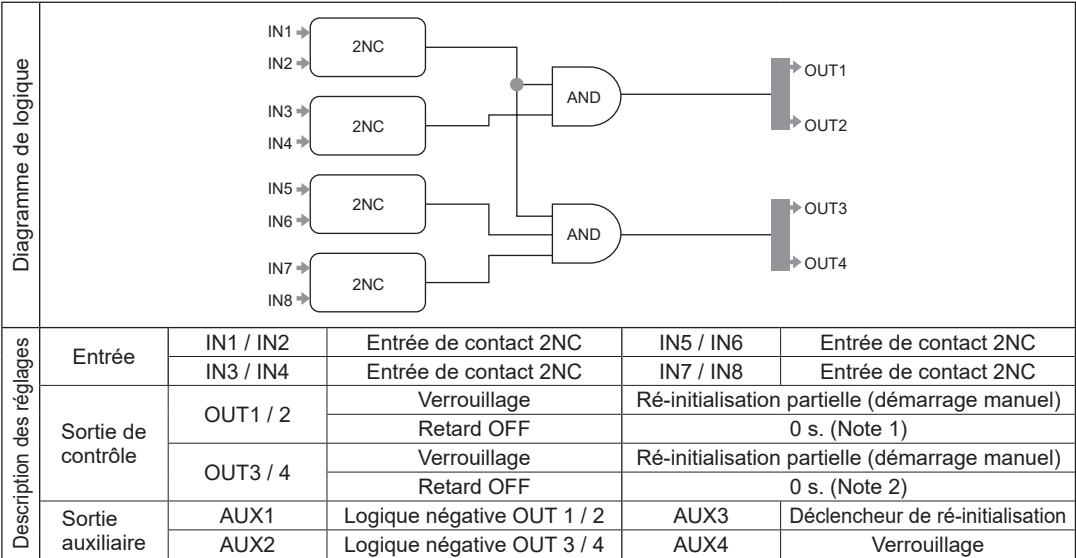 Diagramme de logique
IN1
2NC
IN2
IN3
2NC
IN4
IN5
2NC
IN6
IN7
2NC
IN8
AND
AND
OUT1
OUT2
OUT3
OUT4
Description des réglages
Entrée
IN1 / IN2 Entrée de contact 2NC IN5 / IN6 Entrée de contact 2NC
IN3 / IN4 Entrée de contact 2NC IN7 / IN8 Entrée de contact 2NC
Sortie de
contrôle
OUT1 / 2
Verrouillage Ré-initialisation partielle (démarrage manuel)
Retard OFF 0 s. (Note 1)
OUT3 / 4
Verrouillage Ré-initialisation partielle (démarrage manuel)
Retard OFF 0 s. (Note 2)
Sortie
auxiliaire
AUX1 Logique négative OUT 1 / 2 AUX3 Déclencheur de ré-initialisation
AUX2 Logique négative OUT 3 / 4 AUX4 Verrouillage